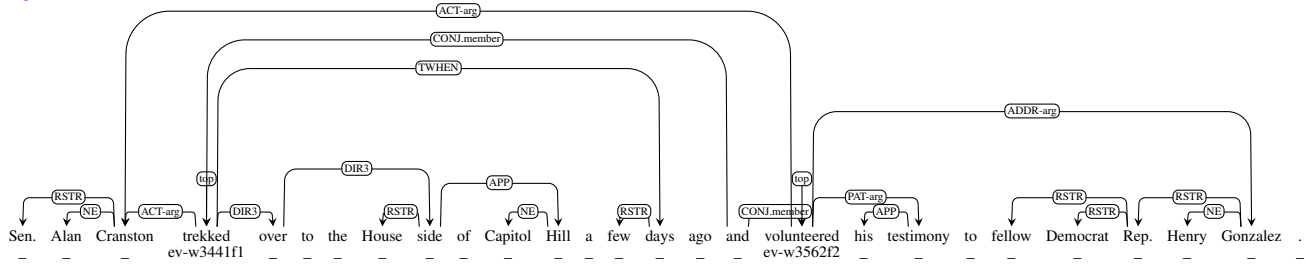 ACT-arg
CONJ.member
TWHEN
ADDR-arg
DIR3
top top
APP
RSTR PAT-arg RSTR RSTR
NE ACT-arg DIR3 RSTR NE RSTR CONJ.member APP RSTR NE
Sen. Alan Cranston trekked over to the House side of Capitol Hill a few days ago and volunteered his testimony to fellow Democrat Rep. Henry Gonzalez .
_ _ _ ev-w3441f1 _ _ _ _ _ _ _ _ _ _ _ _ _ ev-w3562f2 _ _ _ _ _ _ _ _ _